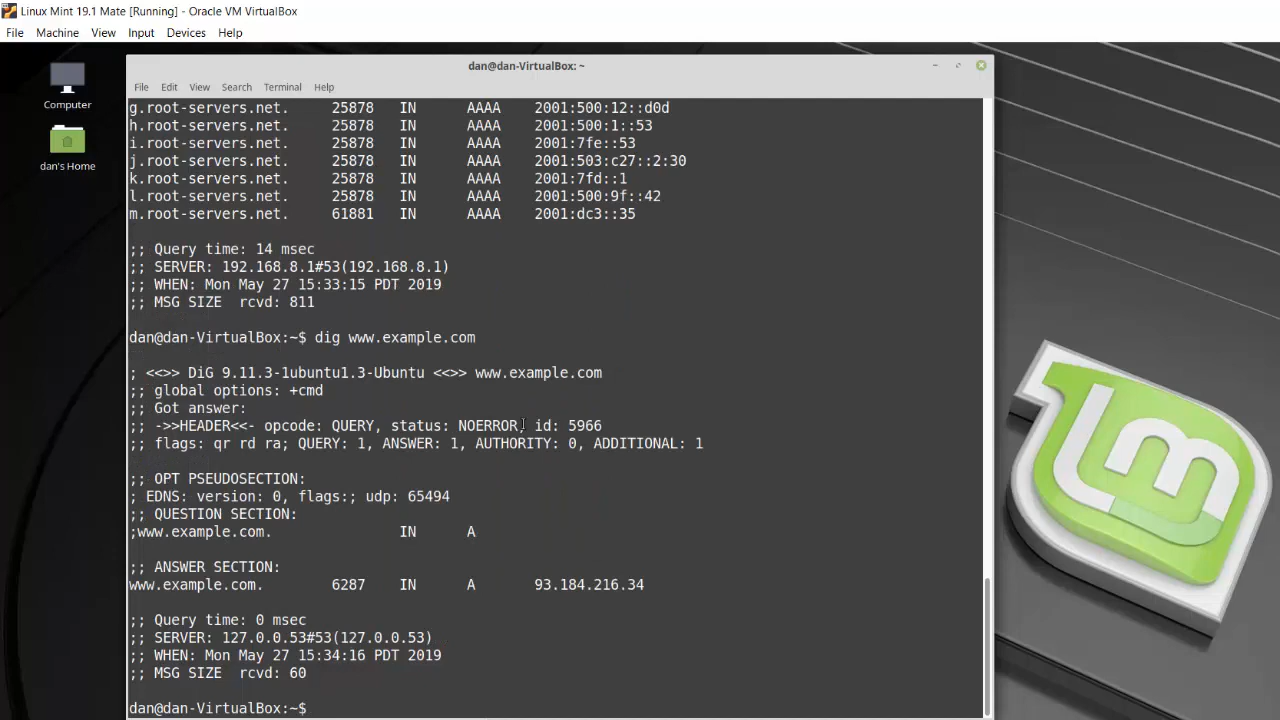 Linux Mint 19.1 Mate [Running] - Oracle VM VirtualBox
File Machine View Input Devices Help
Computer
dan's Home
dan@dan-VirtualBox: ~
File Edit View Search Terminal Help
g.root-servers.net. 25878 IN AAAA 2001:500:12::d0d
h.root-servers.net. 25878 IN AAAA 2001:500:1::53
i.root-servers.net. 25878 IN AAAA 2001:7fe::53
j.root-servers.net. 25878 IN AAAA 2001:503:c27::2:30
k.root-servers.net. 25878 IN AAAA 2001:7fd::1
l.root-servers.net. 25878 IN AAAA 2001:500:9f::42
m.root-servers.net. 61881 IN AAAA 2001:dc3::35
;; Query time: 14 msec
;; SERVER: 192.168.8.1#53(192.168.8.1)
;; WHEN: Mon May 27 15:33:15 PDT 2019
;; MSG SIZE rcvd: 811
dan@dan-VirtualBox:~$ dig www.example.com
; <<>> DiG 9.11.3-1ubuntu1.3-Ubuntu <<>> www.example.com
;; global options: +cmd
;; Got answer:
;; ->>HEADER<<- opcode: QUERY, status: NOERROR, id: 5966
;; flags: qr rd ra; QUERY: 1, ANSWER: 1, AUTHORITY: 0, ADDITIONAL: 1
;; OPT PSEUDOSECTION:
; EDNS: version: 0, flags:; udp: 65494
;; QUESTION SECTION:
;www.example.com. IN A
;; ANSWER SECTION:
www.example.com. 6287 IN A 93.184.216.34
;; Query time: 0 msec
;; SERVER: 127.0.0.53#53(127.0.0.53)
;; WHEN: Mon May 27 15:34:16 PDT 2019
;; MSG SIZE rcvd: 60
dan@dan-VirtualBox:~$